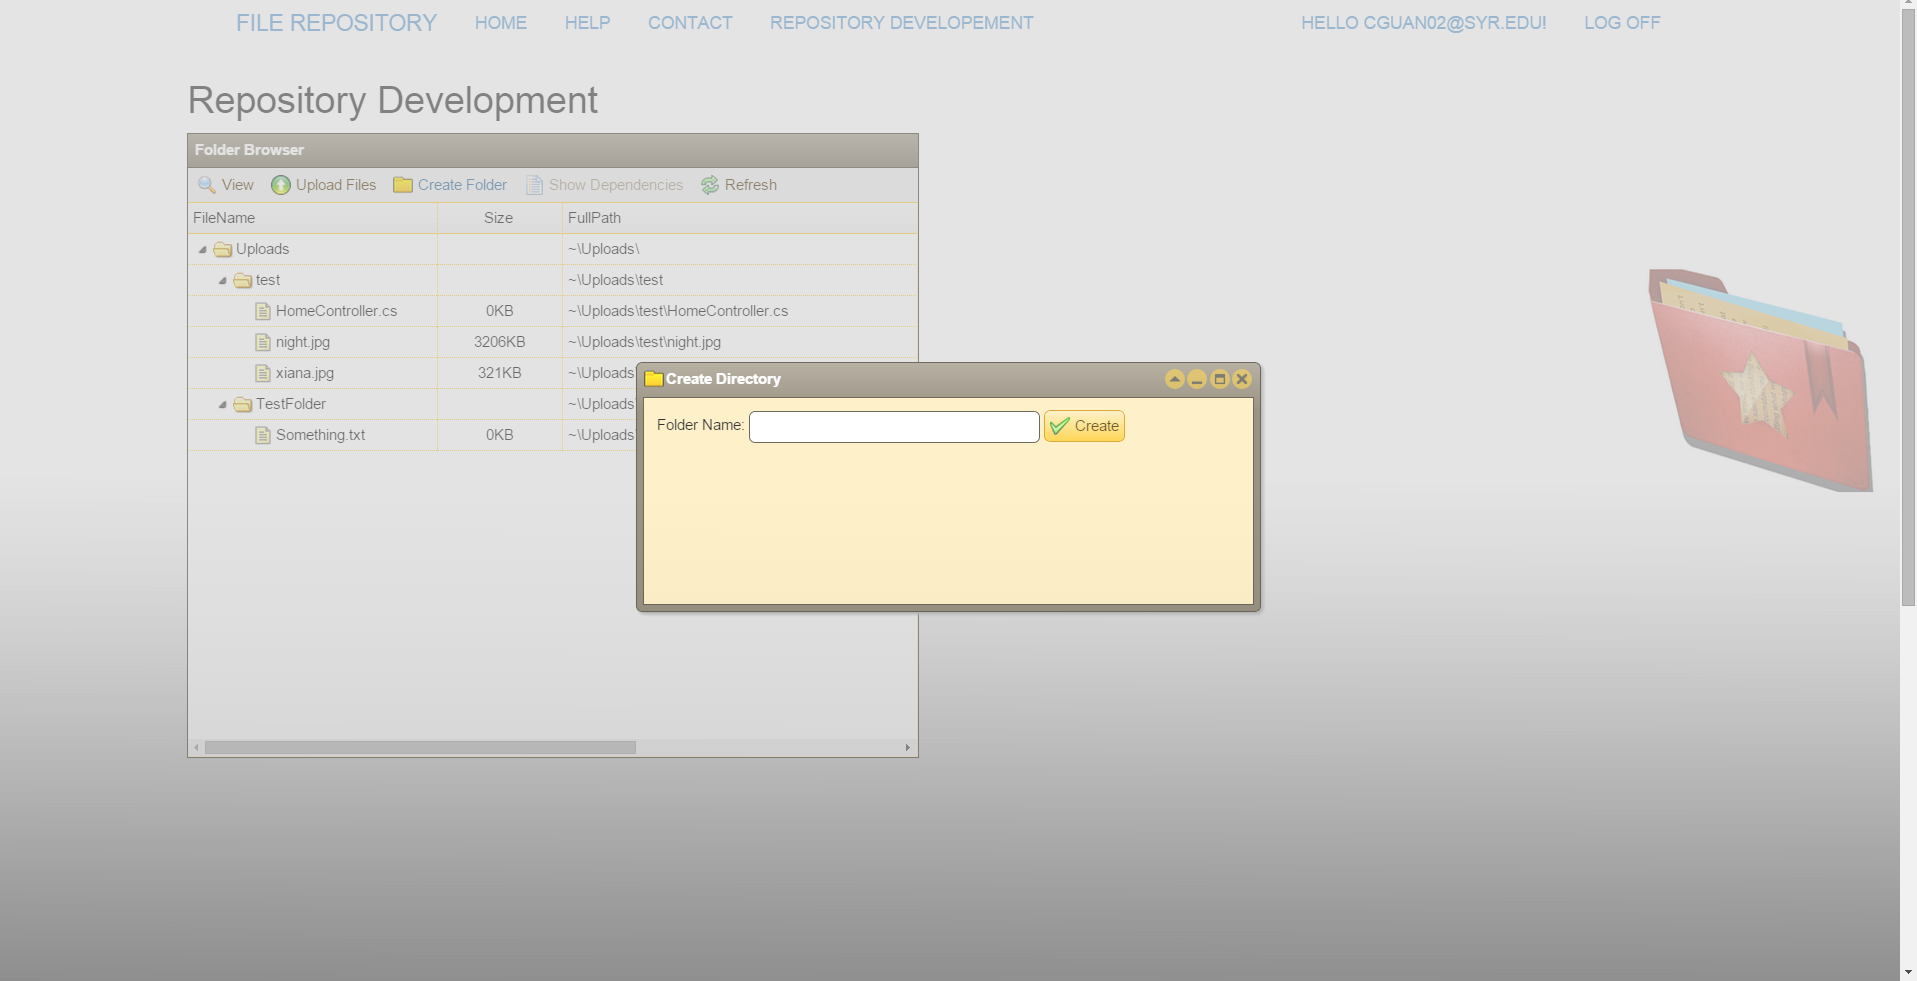 FILE REPOSITORY HOME HELP CONTACT REPOSITORY DEVELOPEMENT HELLO CGUAN02@SYR.EDU! LOG OFF
Repository Development
Folder Browser
View Upload Files Create Folder Show Dependencies Refresh
FileName Size FullPath
Uploads ~\Uploads\
test ~\Uploads\test
HomeController.cs 0KB ~\Uploads\test\HomeController.cs
night.jpg 3206KB ~\Uploads\test\night.jpg
xiana.jpg 321KB ~\Uploads
TestFolder ~\Uploads
Something.txt 0KB ~\Uploads
Create Directory
Folder Name: Create